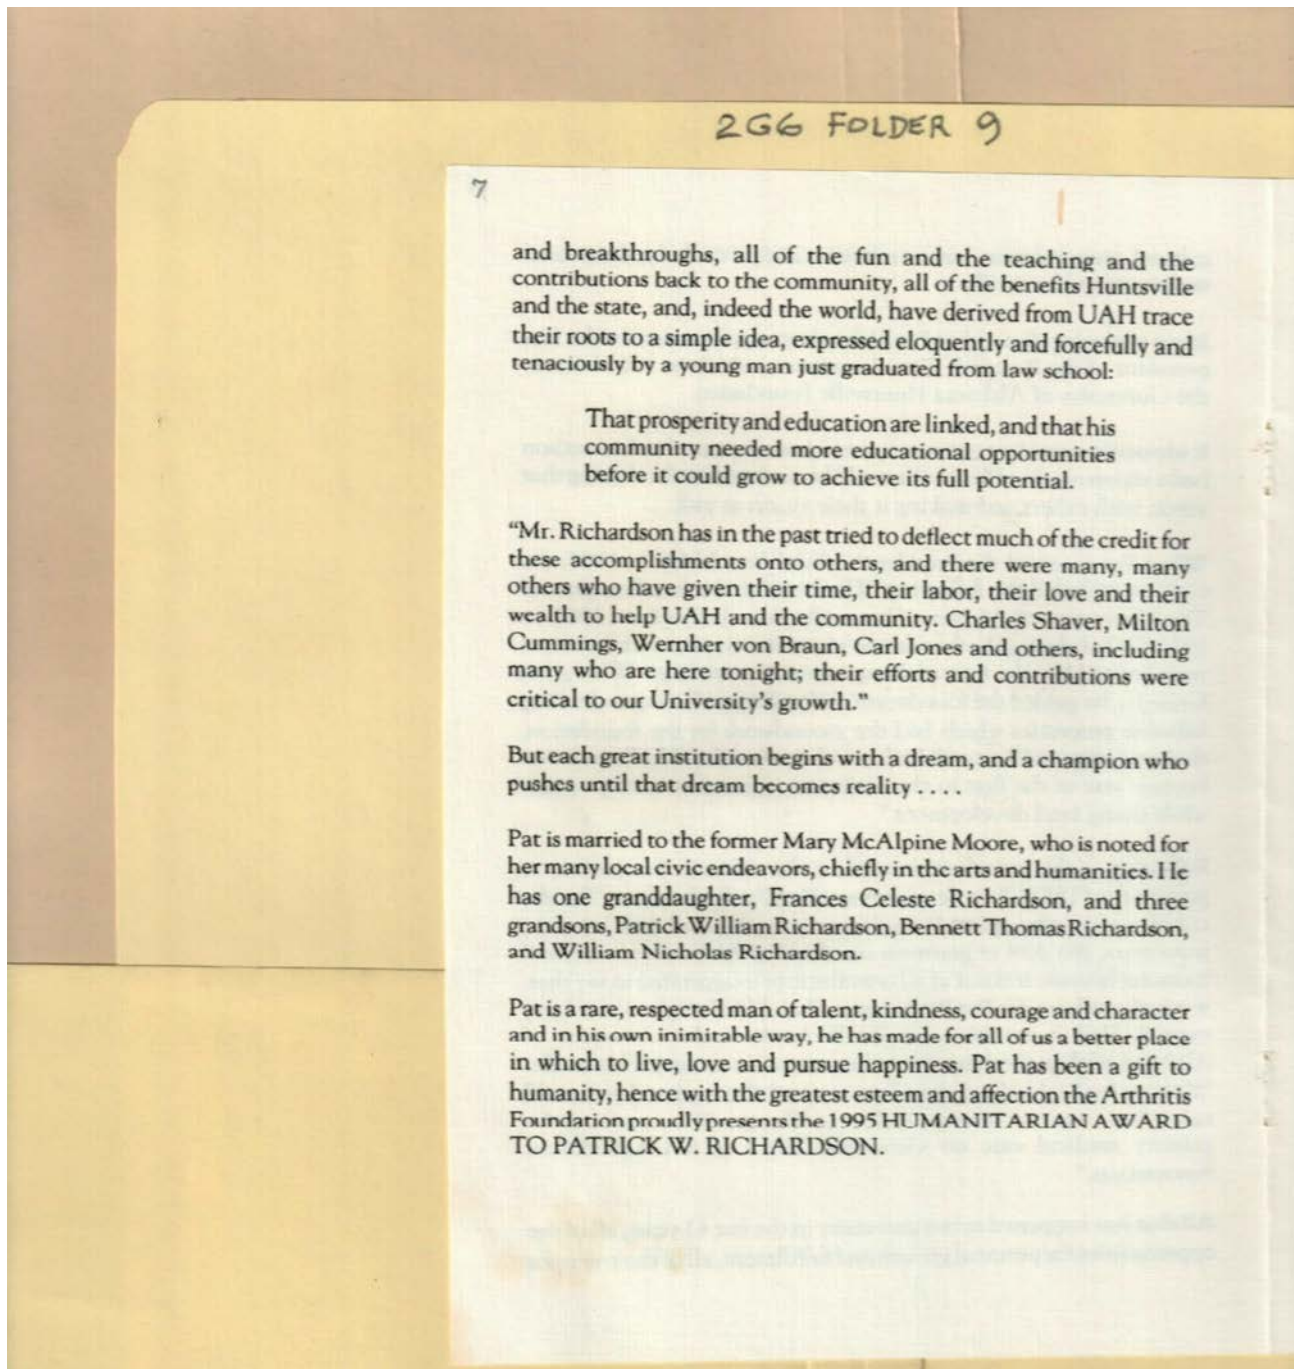 2G6 FOLDER 9
7
and breakthroughs, all of the fun and the teaching and the
contributions back to the community, all of the benefits Huntsville
and the state, and, indeed the world, have derived from UAH trace
their roots to a simple idea, expressed eloquently and forcefully and
tenaciously by a young man just graduated from law school:
That prosperity and education are linked, and that his
community needed more educational opportunities
before it could grow to achieve its full potential.
“Mr. Richardson has in the past tried to deflect much of the credit for
these accomplishments onto others, and there were many, many
others who have given their time, their labor, their love and their
wealth to help UAH and the community. Charles Shaver, Milton
Cummings, Wernher von Braun, Carl Jones and others, including
many who are here tonight; their efforts and contributions were
critical to our University's growth."
But each great institution begins with a dream, and a champion who
pushes until that dream becomes reality . . . .
Pat is married to the former Mary McAlpine Moore, who is noted for
her many local civic endeavors, chiefly in the arts and humanities. He
has one granddaughter, Frances Celeste Richardson, and three
grandsons, Patrick William Richardson, Bennett Thomas Richardson,
and William Nicholas Richardson.
Pat is a rare, respected man of talent, kindness, courage and character
and in his own inimitable way, he has made for all of us a better place
in which to live, love and pursue happiness. Pat has been a gift to
humanity, hence with the greatest esteem and affection the Arthritis
Foundation proudly presents the 1995 HUMANITARIAN AWARD
TO PATRICK W. RICHARDSON.